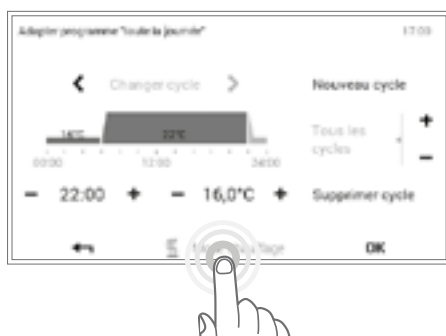 Adapter programme "toute la journée" 17:09
Changer cycle Nouveau cycle
16°C 22°C
Tous les
cycles
00:00 12:00 24:00
22:00 16,0°C Supprimer cycle
OK